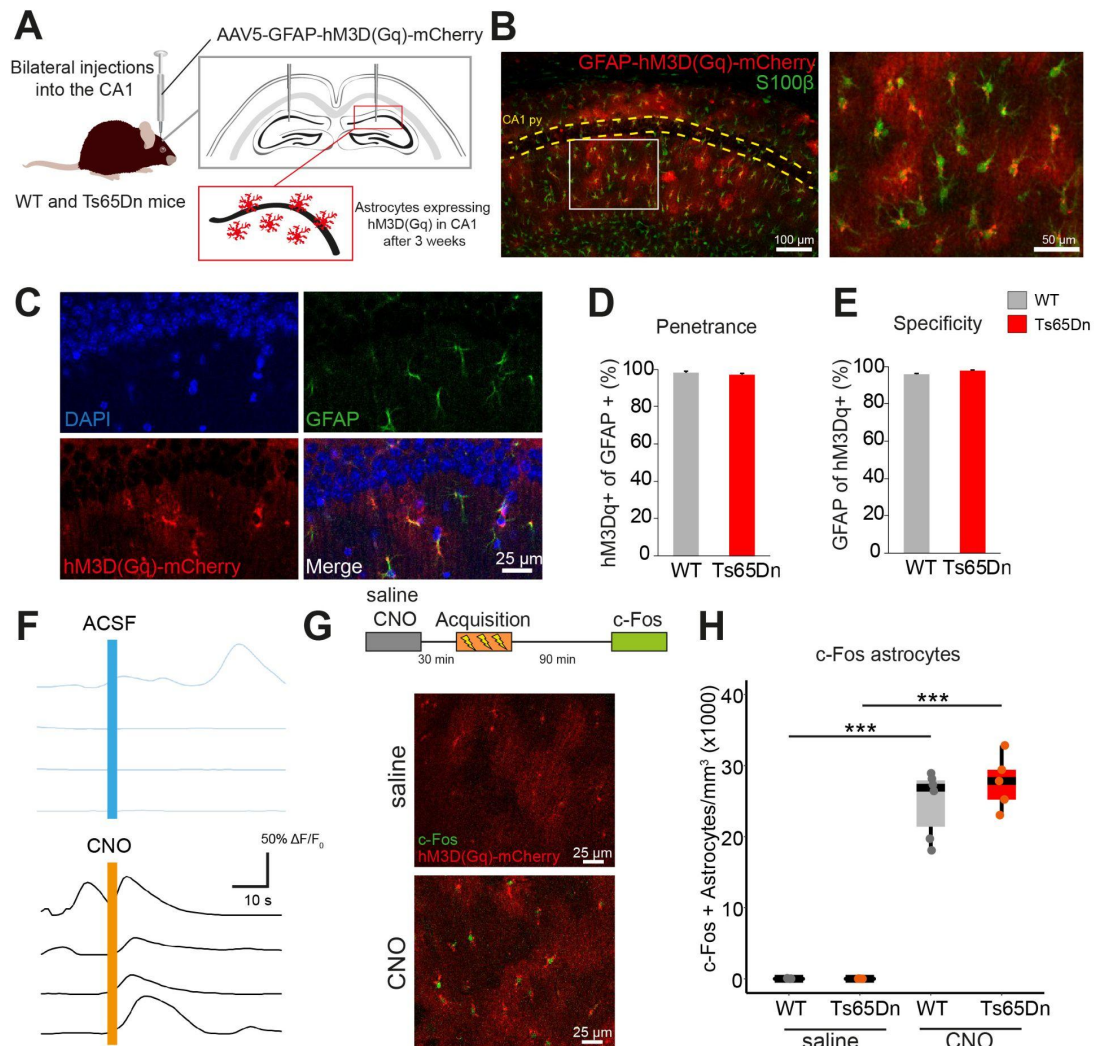 A
AAV5-GFAP-hM3D(Gq)-mCherry
Bilateral injections
into the CA1
WT and Ts65Dn mice
Astrocytes expressing
hM3D(Gq) in CA1
after 3 weeks
B
GFAP-hM3D(Gq)-mCherry
S100β
CA1 py
100 µm
50 µm
C
DAPI
GFAP
hM3D(Gq)-mCherry
Merge
25 µm
D
Penetrance
hM3Dq+ of GFAP + (%)
100
80
60
40
20
0
WT
Ts65Dn
E
Specificity
WT
Ts65Dn
GFAP of hM3Dq+ (%)
100
80
60
40
20
0
WT
Ts65Dn
F
ACSF
CNO
50% ΔF/F₀
10 s
G
saline
CNO
Acquisition
c-Fos
30 min
90 min
saline
c-Fos
hM3D(Gq)-mCherry
25 µm
CNO
25 µm
H
c-Fos astrocytes
c-Fos + Astrocytes/mm³ (x1000)
40
30
20
10
0
***
***
WT
Ts65Dn
WT
Ts65Dn
saline
CNO